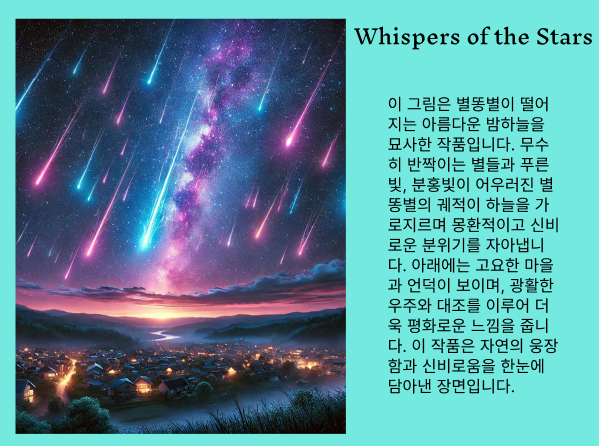 Whispers of the Stars
이 그림은 별똥별이 떨어
지는 아름다운 밤하늘을
묘사한 작품입니다. 무수
히 반짝이는 별들과 푸른
빛, 분홍빛이 어우러진 별
똥별의 궤적이 하늘을 가
로지르며 몽환적이고 신비
로운 분위기를 자아냅니
다. 아래에는 고요한 마을
과 언덕이 보이며, 광활한
우주와 대조를 이루어 더
욱 평화로운 느낌을 줍니
다. 이 작품은 자연의 웅장
함과 신비로움을 한눈에
담아낸 장면입니다.